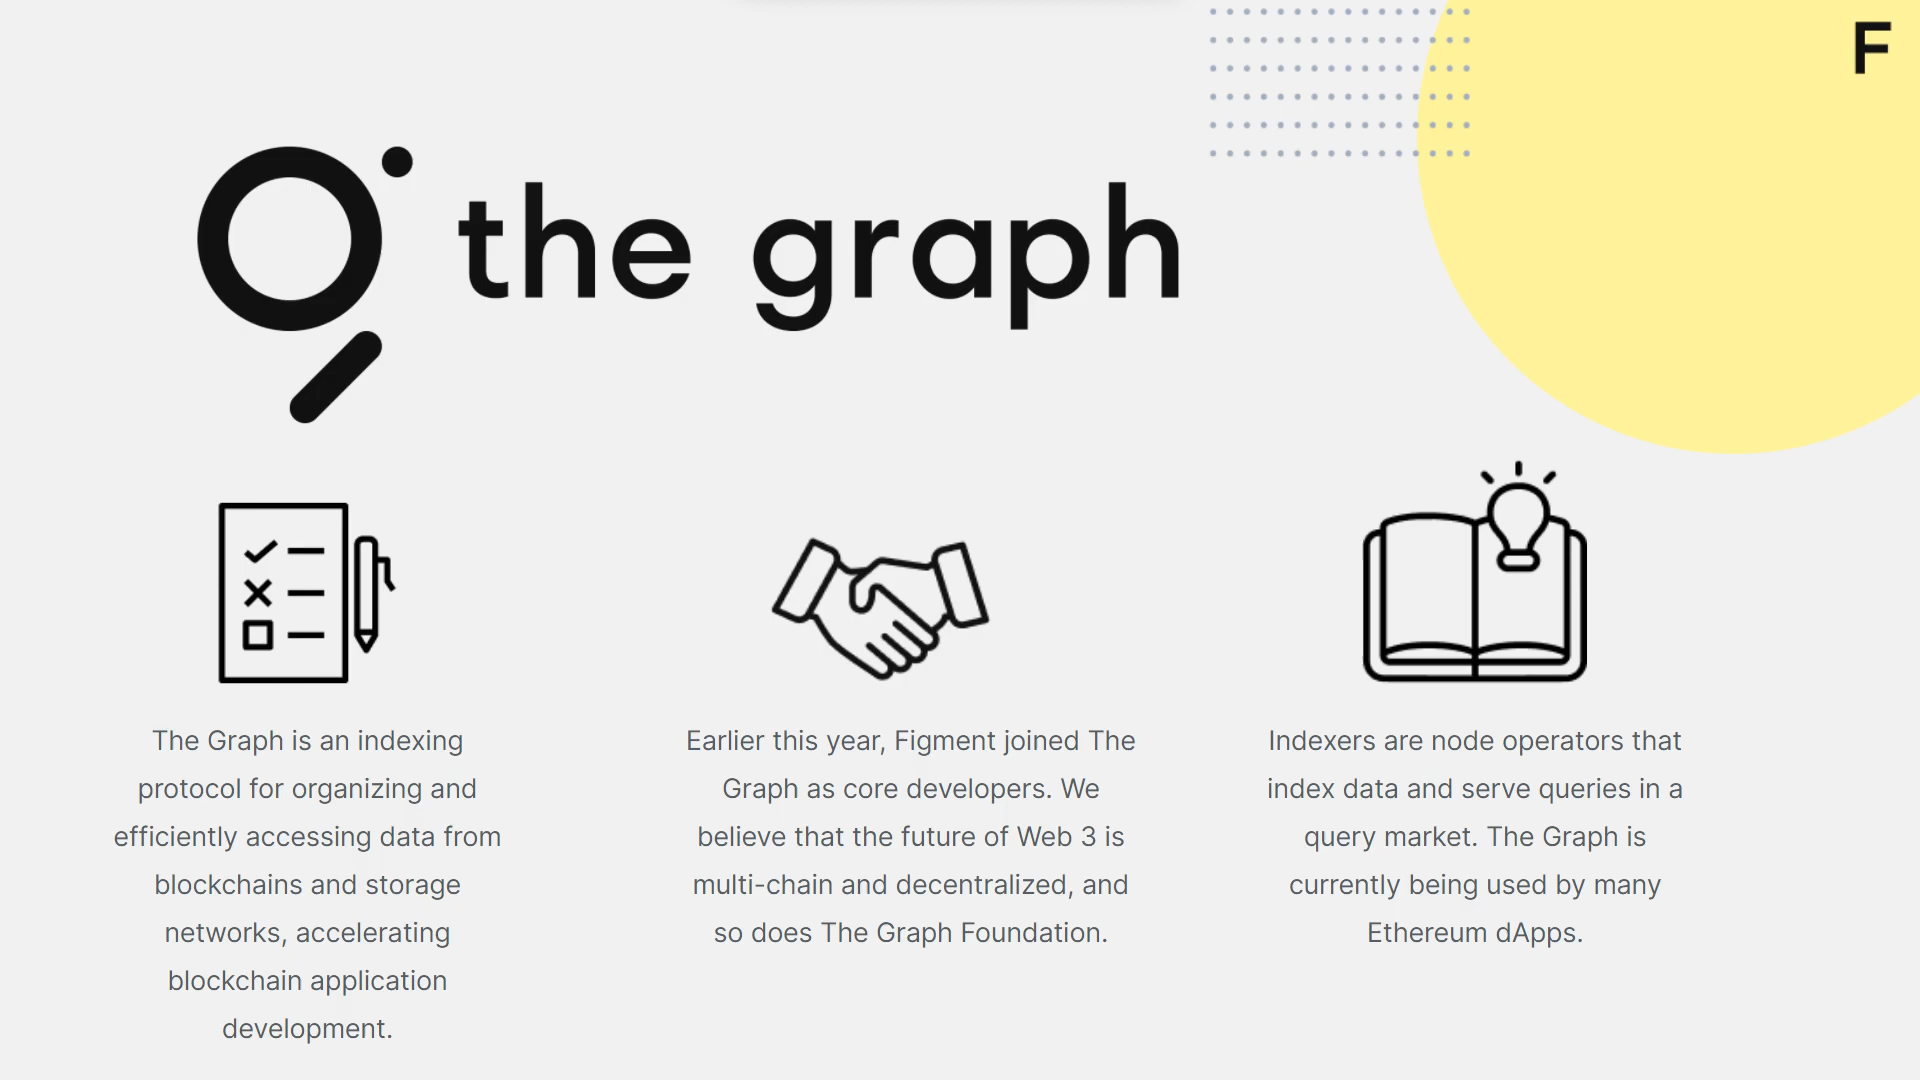 F
the graph
The Graph is an indexing
protocol for organizing and
efficiently accessing data from
blockchains and storage
networks, accelerating
blockchain application
development.
Earlier this year, Figment joined The
Graph as core developers. We
believe that the future of Web 3 is
multi-chain and decentralized, and
so does The Graph Foundation.
Indexers are node operators that
index data and serve queries in a
query market. The Graph is
currently being used by many
Ethereum dApps.